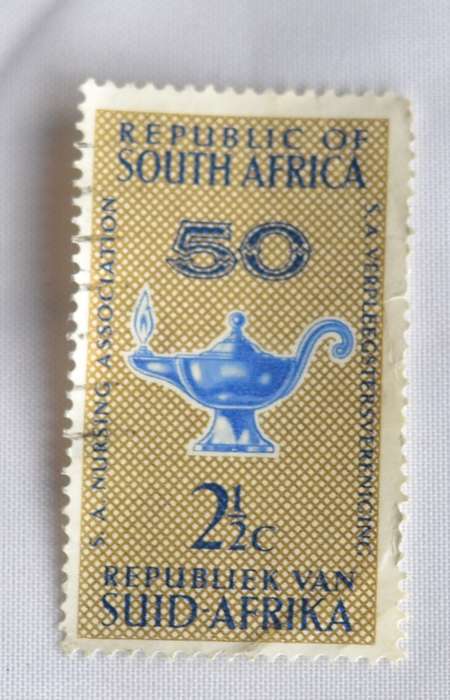 REPUBLIC OF
SOUTH AFRICA
50
S. A. NURSING ASSOCIATION
S. A. VERPLEEGSTERSVERENIGING
2½C
REPUBLIEK VAN
SUID-AFRIKA